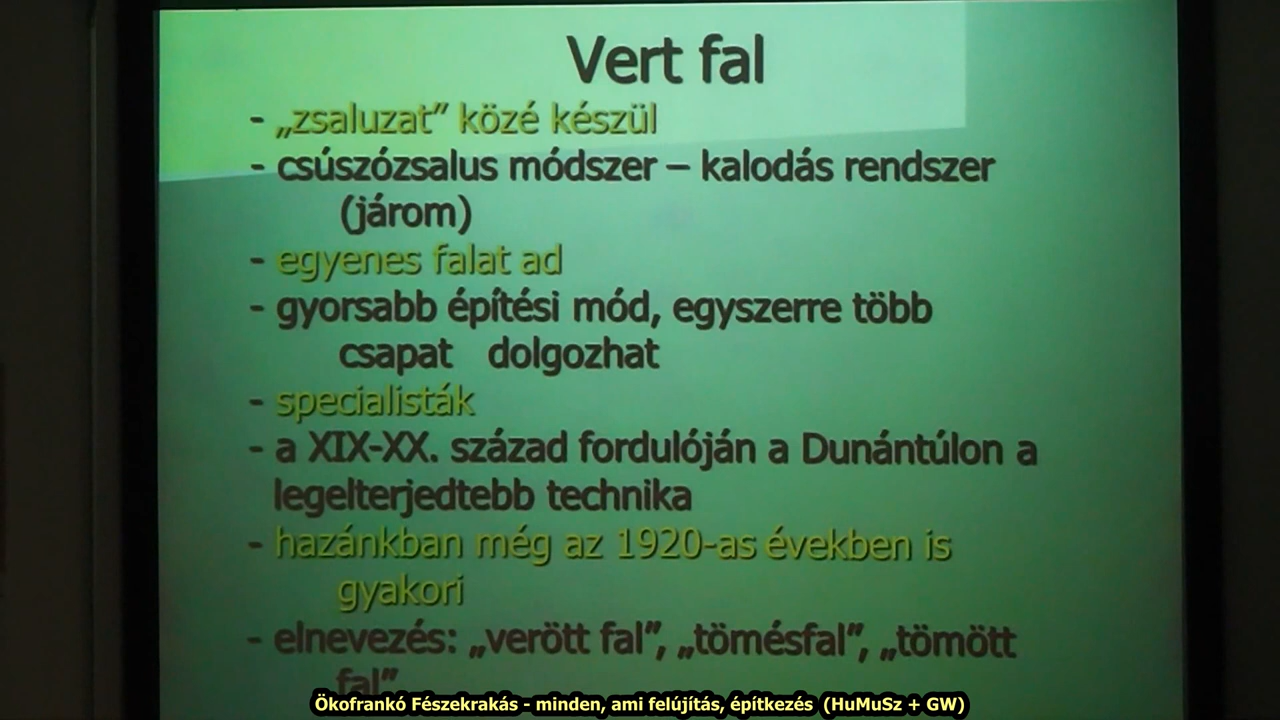 Vert fal
- „zsaluzat” közé készül
- csúszózsalus módszer – kalodás rendszer
(járom)
- egyenes falat ad
- gyorsabb építési mód, egyszerre több
csapat dolgozhat
- specialisták
- a XIX-XX. század fordulóján a Dunántúlon a
legelterjedtebb technika
- hazánkban még az 1920-as években is
gyakori
- elnevezés: „verött fal”, „tömésfal”, „tömött
fal”
Ökofrankó Fészekrakás - minden, ami felújítás, építkezés (HuMuSz + GW)